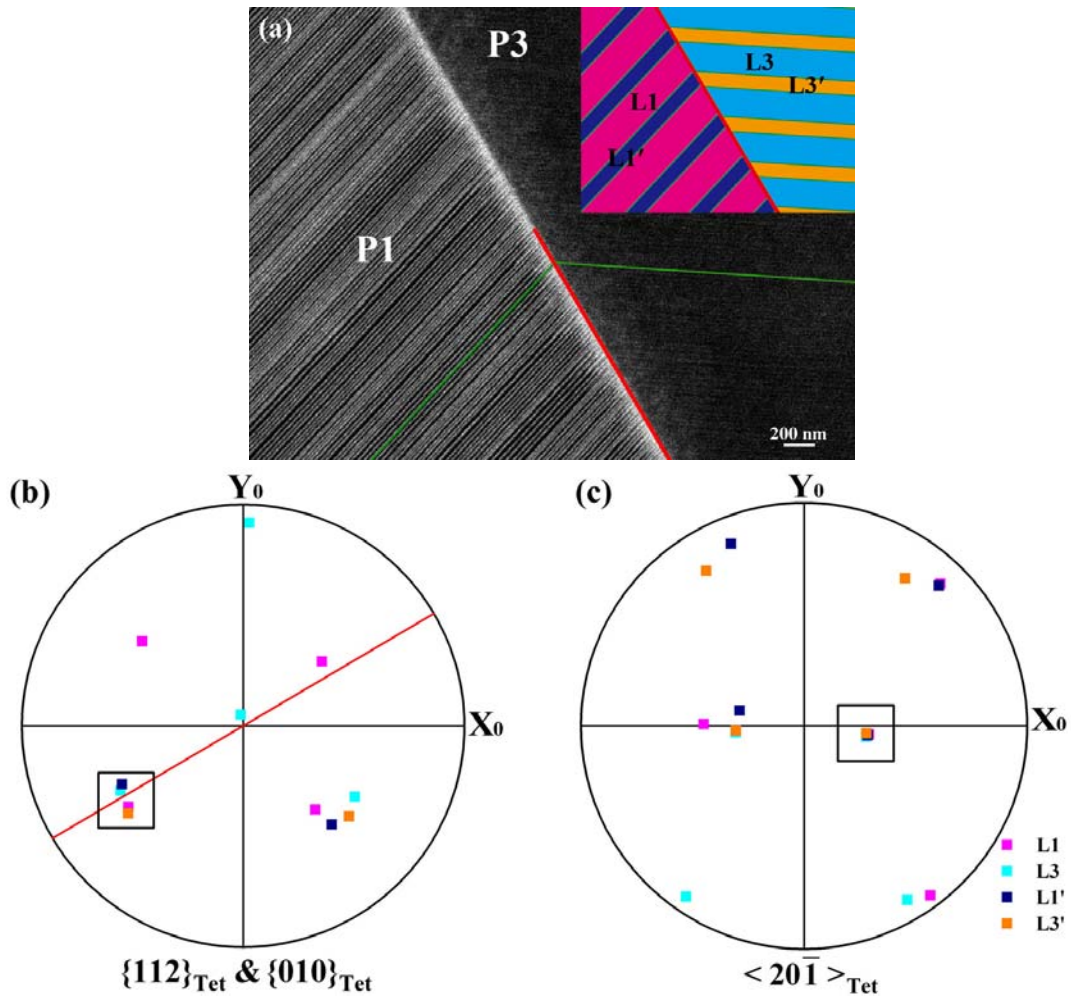 (a)
P3
L3
L3′
L1
L1′
P1
200 nm
(b)
Y₀
X₀
{112}Tet & {010}Tet
(c)
Y₀
X₀
L1
L3
L1'
L3'
< 201̅ >Tet